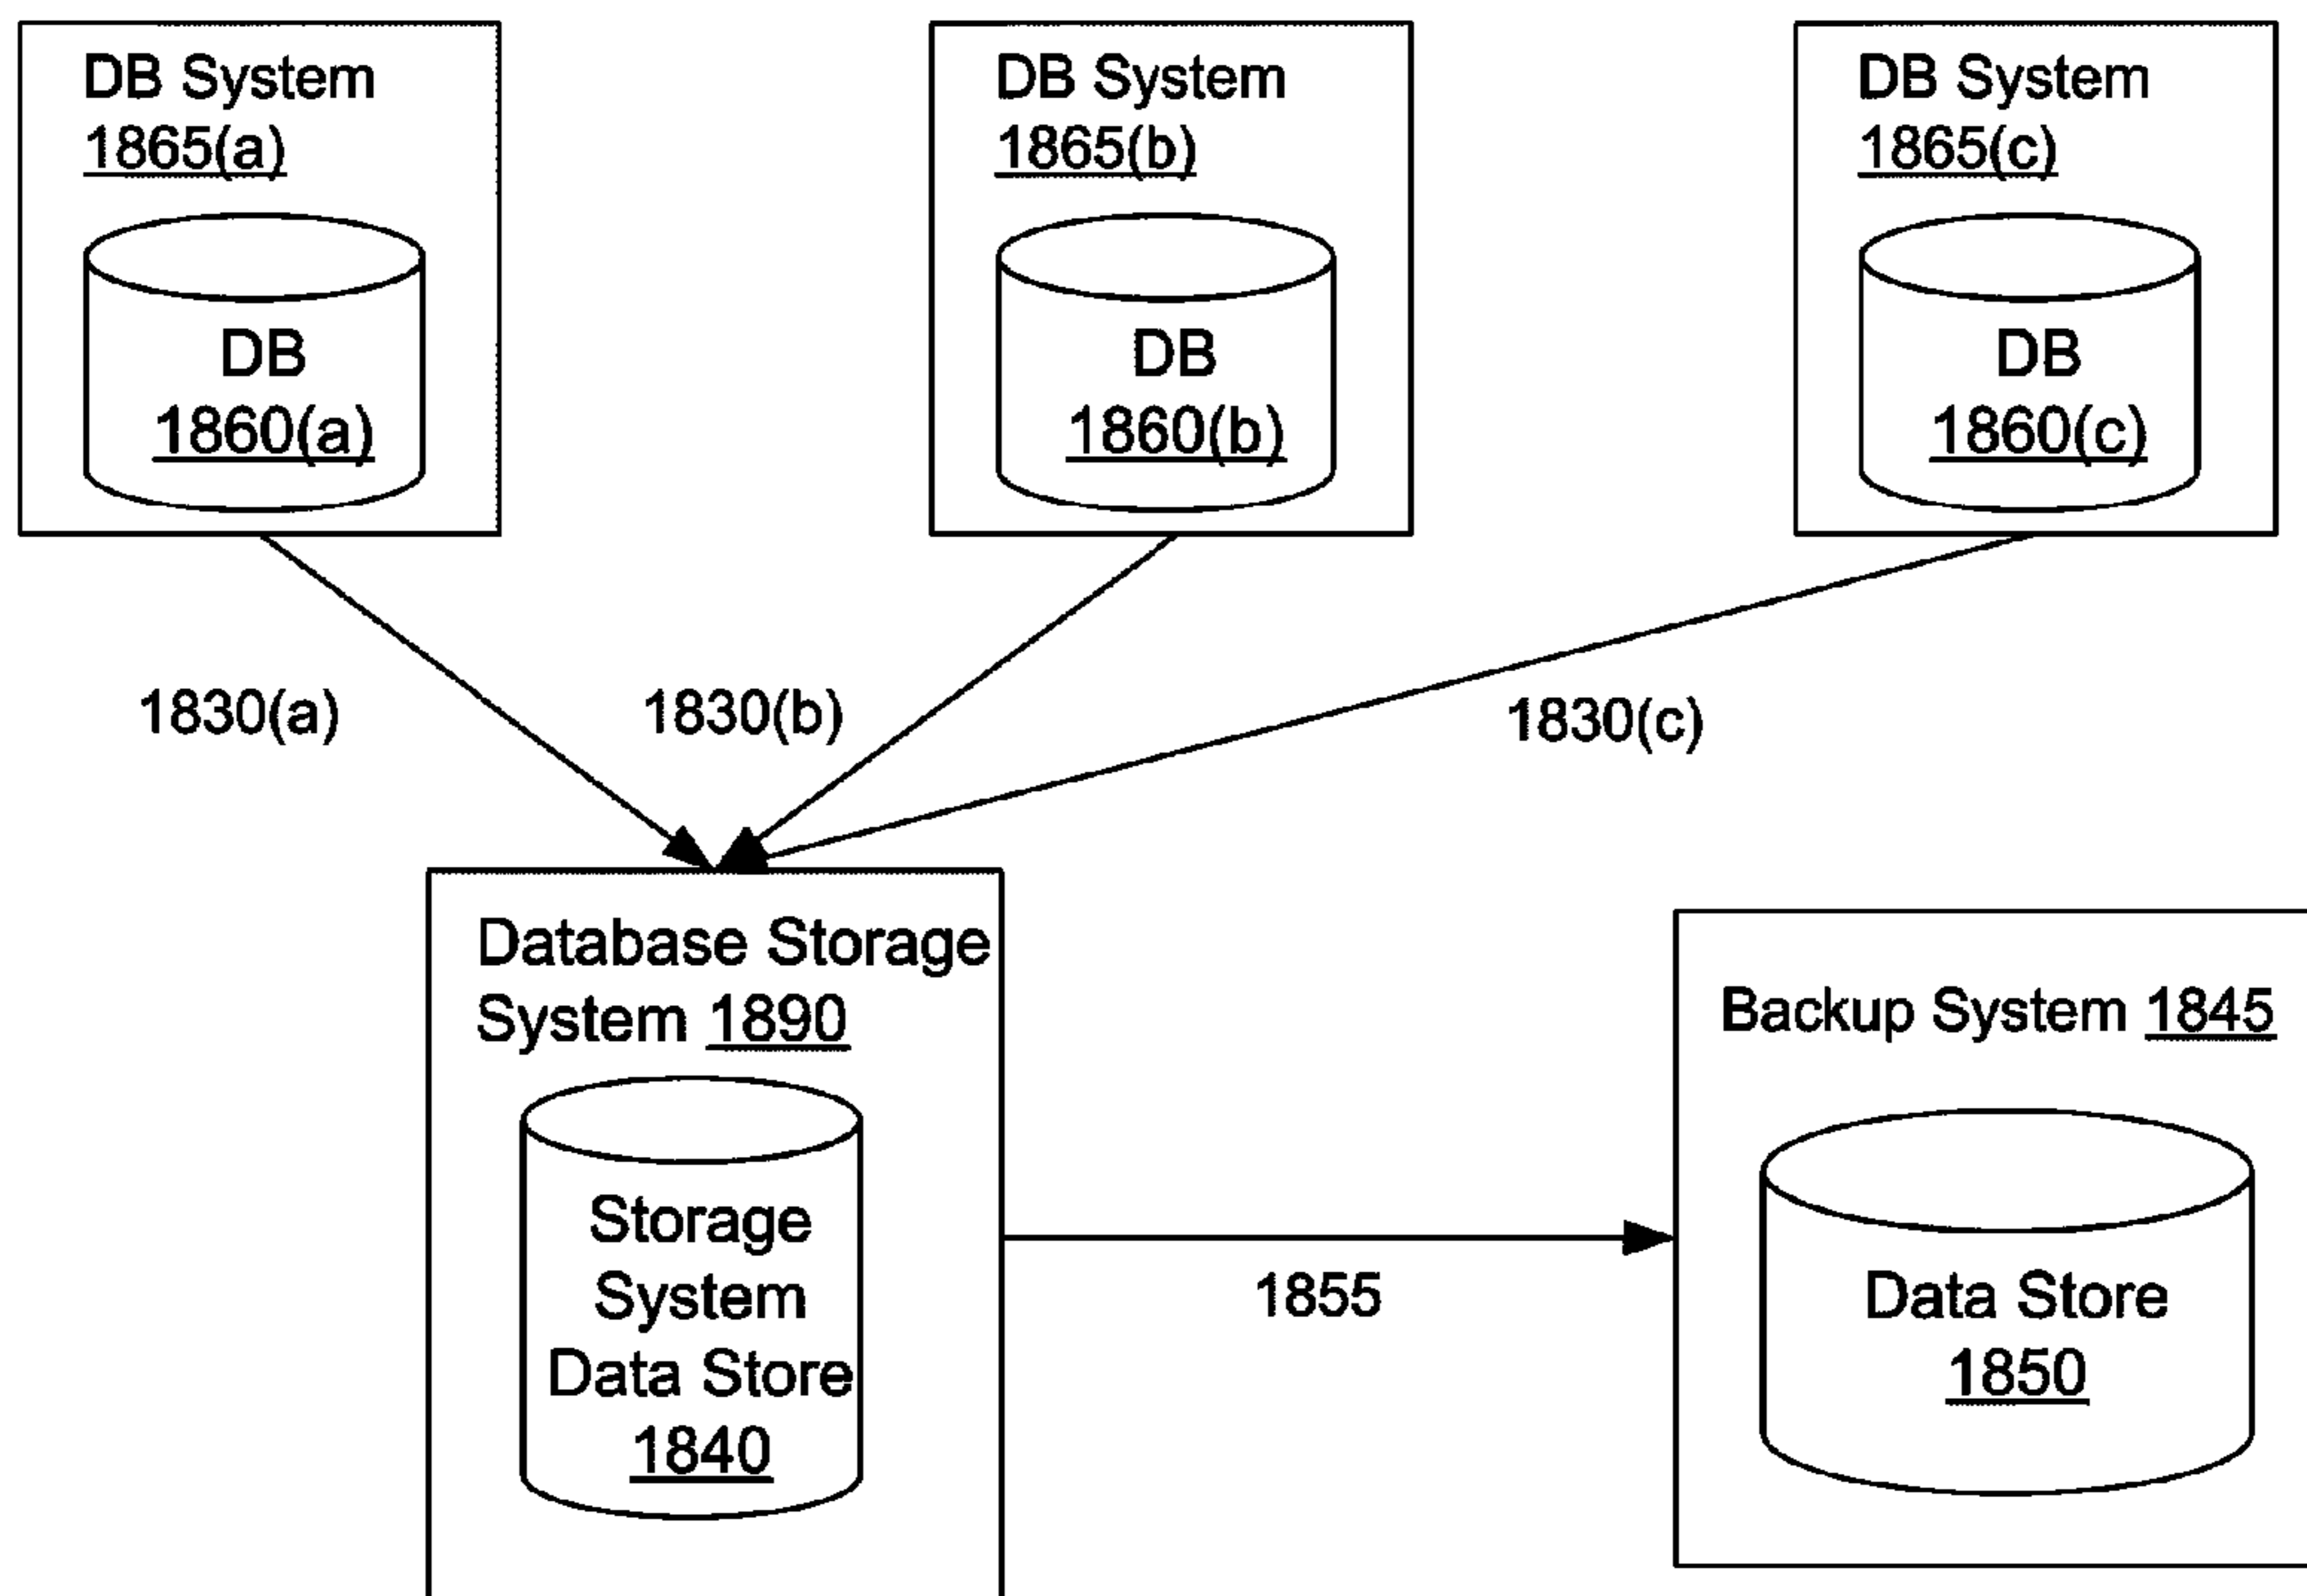 DB System
1865(a)
DB
1860(a)
DB System
1865(b)
DB
1860(b)
DB System
1865(c)
DB
1860(c)
1830(a)
1830(b)
1830(c)
Database Storage
System 1890
Storage
System
Data Store
1840
1855
Backup System 1845
Data Store
1850